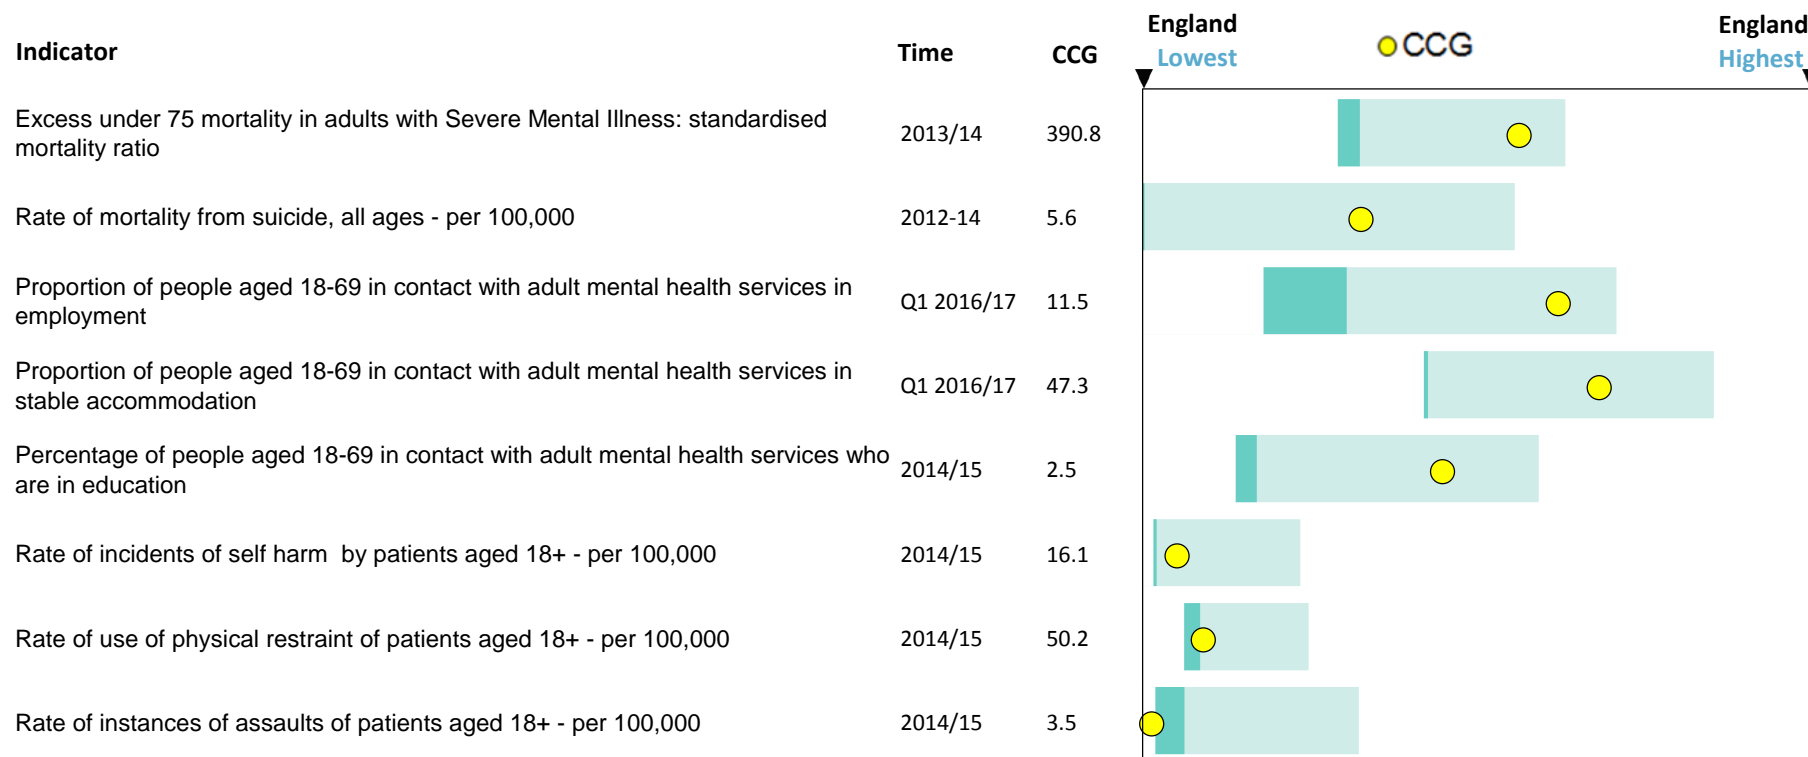 England
England
Indicator
Time
CCG
Lowest
CCG
Highest
Excess under 75 mortality in adults with Severe Mental Illness: standardised
mortality ratio
2013/14
390.8
Rate of mortality from suicide, all ages - per 100,000
2012-14
5.6
Proportion of people aged 18-69 in contact with adult mental health services in
employment
Q1 2016/17
11.5
Proportion of people aged 18-69 in contact with adult mental health services in
stable accommodation
Q1 2016/17
47.3
Percentage of people aged 18-69 in contact with adult mental health services who
are in education
2014/15
2.5
Rate of incidents of self harm  by patients aged 18+ - per 100,000
2014/15
16.1
Rate of use of physical restraint of patients aged 18+ - per 100,000
2014/15
50.2
Rate of instances of assaults of patients aged 18+ - per 100,000
2014/15
3.5